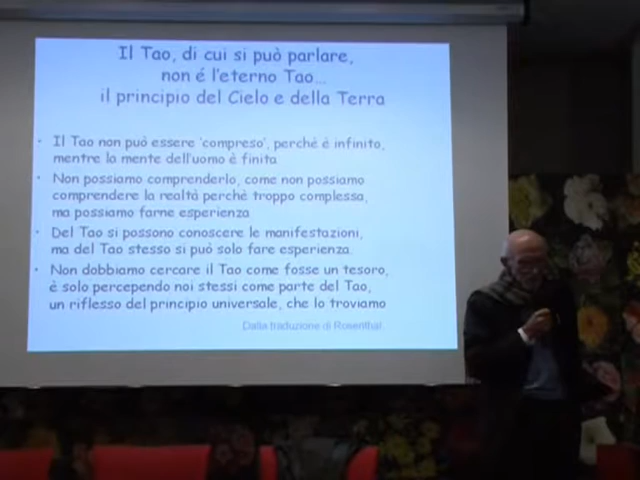 Il Tao, di cui si può parlare,
non é l'eterno Tao...
il principio del Cielo e della Terra
• Il Tao non può essere 'compreso', perché è infinito,
mentre la mente dell'uomo è finita
• Non possiamo comprenderlo, come non possiamo
comprendere la realtà perchè troppo complessa,
ma possiamo farne esperienza
• Del Tao si possono conoscere le manifestazioni,
ma del Tao stesso si può solo fare esperienza.
• Non dobbiamo cercare il Tao come fosse un tesoro,
è solo percependo noi stessi come parte del Tao,
un riflesso del principio universale, che lo troviamo
Dalla traduzione di Rosenthal